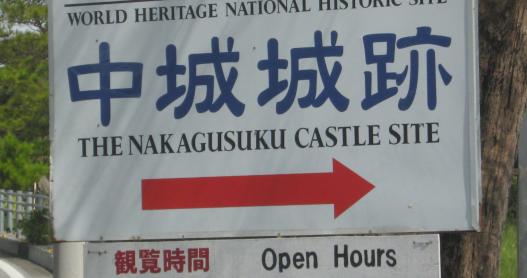 WORLD HERITAGE NATIONAL HISTORIC SITE
中城城跡
THE NAKAGUSUKU CASTLE SITE
観覧時間 Open Hours